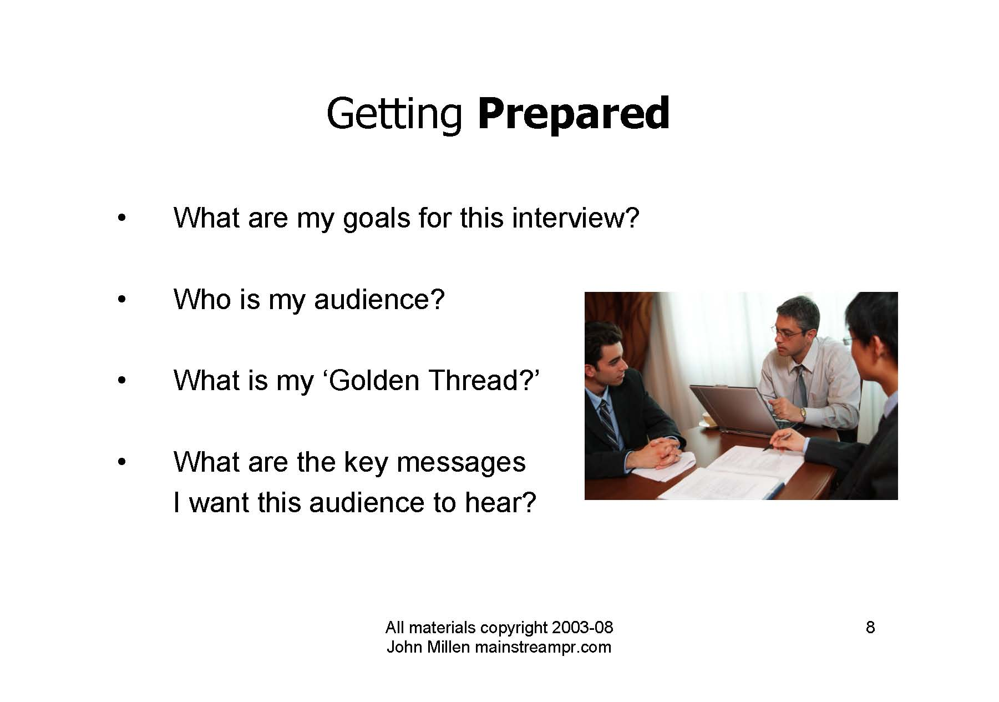 Getting Prepared
• What are my goals for this interview?
• Who is my audience?
• What is my ‘Golden Thread?’
• What are the key messages
I want this audience to hear?
All materials copyright 2003-08
John Millen mainstreampr.com
8